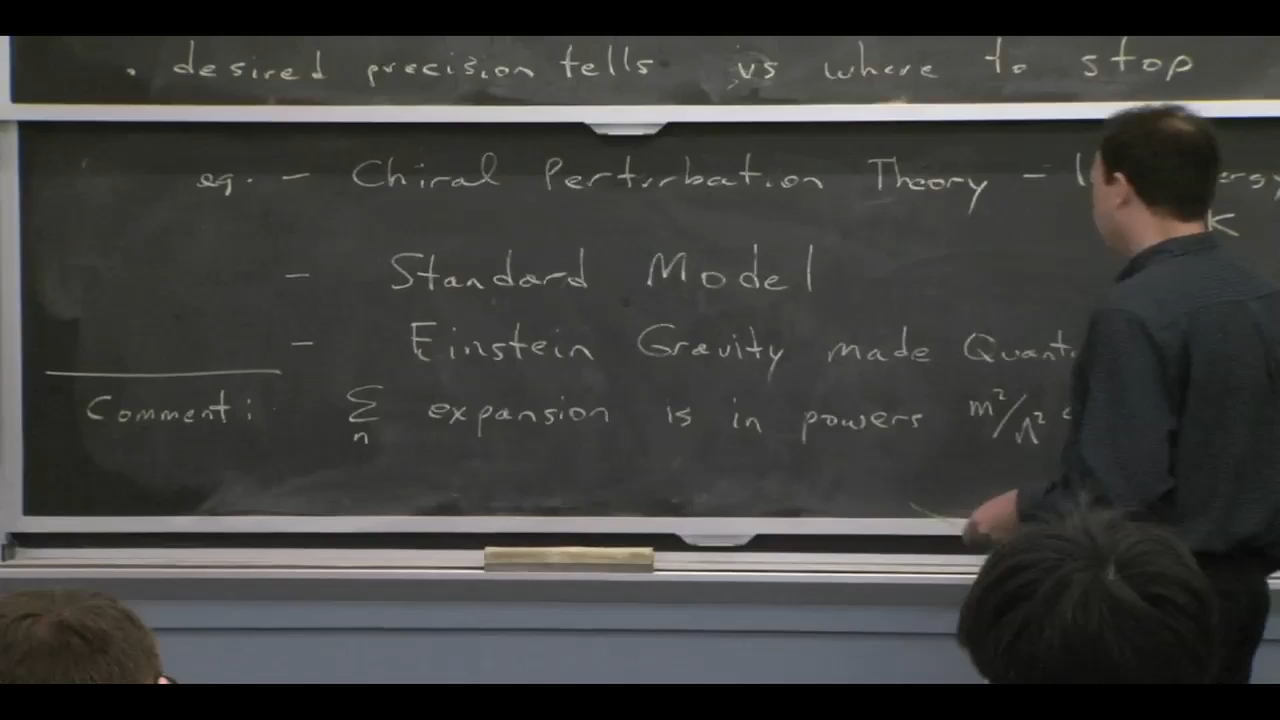 . desired precision tells us where to stop
eg. - Chiral Perturbation Theory -
K
- Standard Model
- Einstein Gravity made
Comment: Σ expansion is in powers m²/Λ²
n